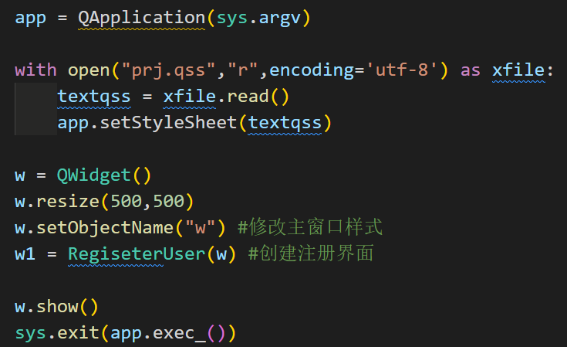 app = QApplication(sys.argv)
with open("prj.qss","r",encoding='utf-8') as xfile:
textqss = xfile.read()
app.setStyleSheet(textqss)
w = QWidget()
w.resize(500,500)
w.setObjectName("w") #修改主窗口样式
w1 = RegiseterUser(w) #创建注册界面
w.show()
sys.exit(app.exec_())